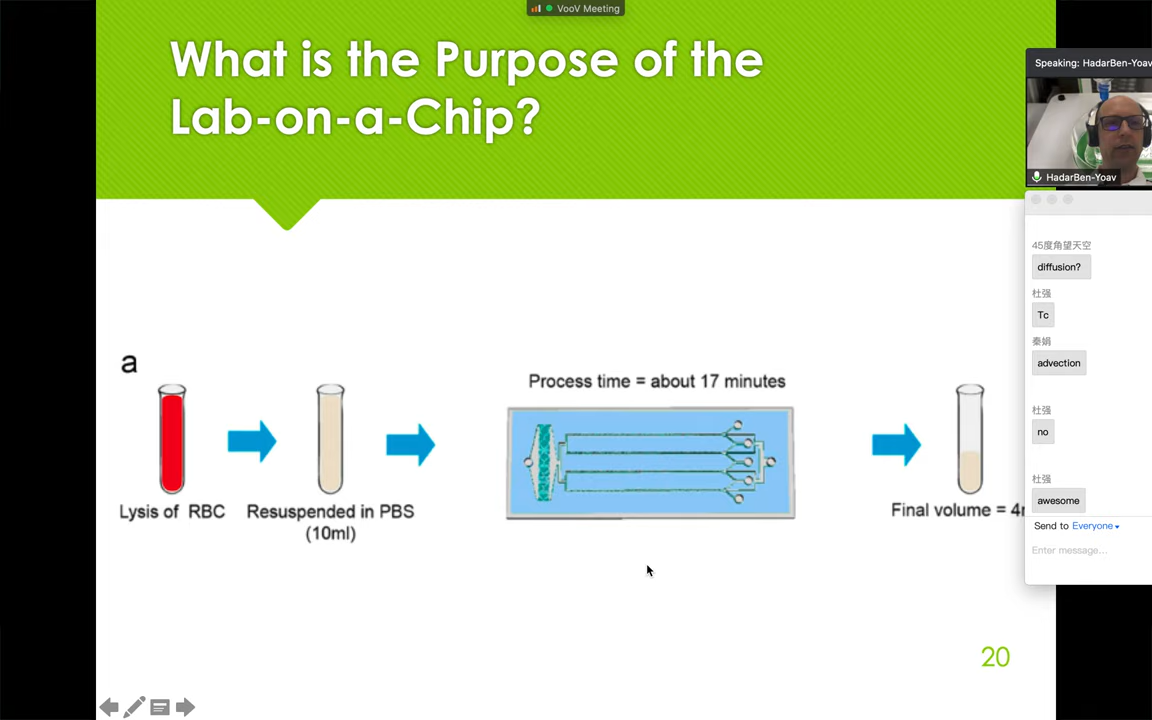 VooV Meeting
What is the Purpose of the
Lab-on-a-Chip?
Speaking: HadarBen-Yoav
HadarBen-Yoav
45度角望天空
diffusion?
杜强
Tc
秦娟
advection
杜强
no
杜强
awesome
Send to Everyone
Enter message...
a
Process time = about 17 minutes
Lysis of RBC
Resuspended in PBS
(10ml)
Final volume = 4
20